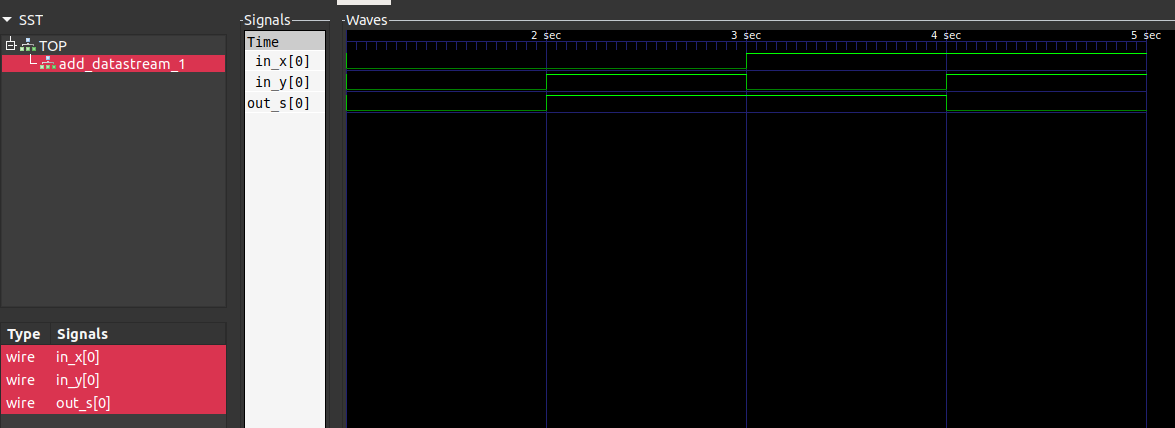 SST
TOP
add_datastream_1
Type Signals
wire in_x[0]
wire in_y[0]
wire out_s[0]
Signals
Time
in_x[0]
in_y[0]
out_s[0]
Waves
2 sec 3 sec 4 sec 5 sec